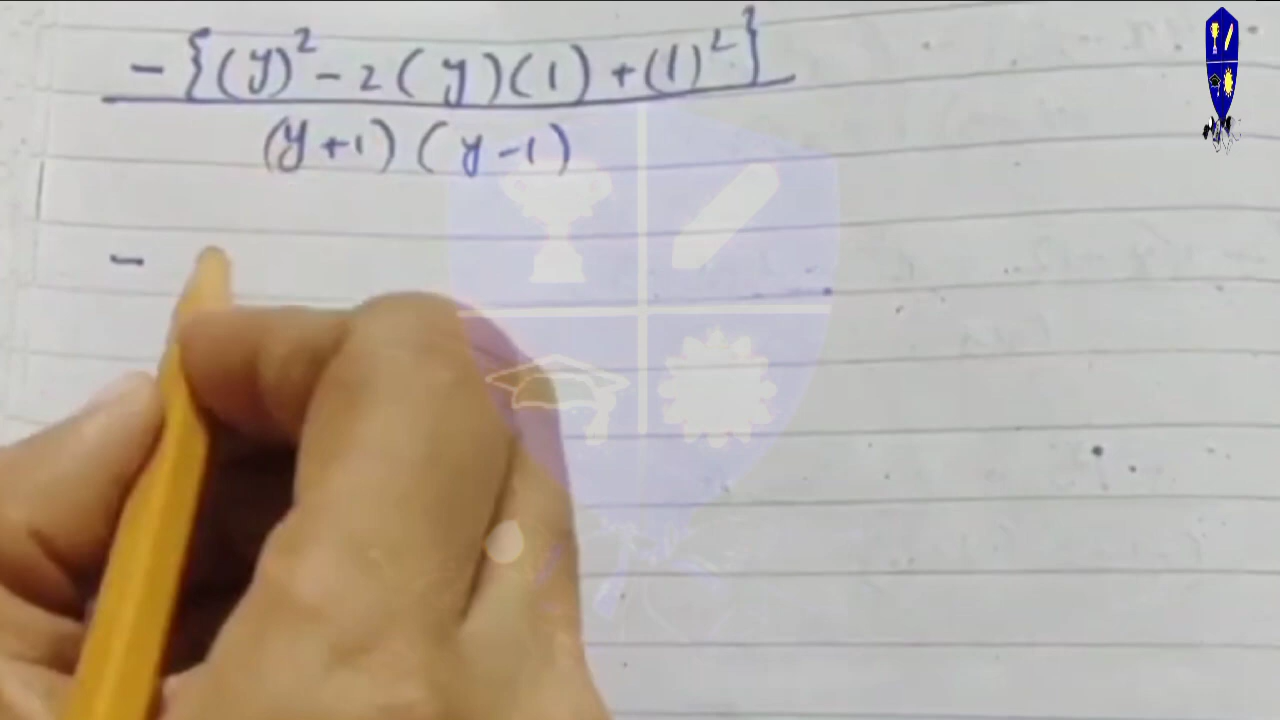 - {(y)² - 2(y)(1) + (1)²}
(y+1)(y-1)
-